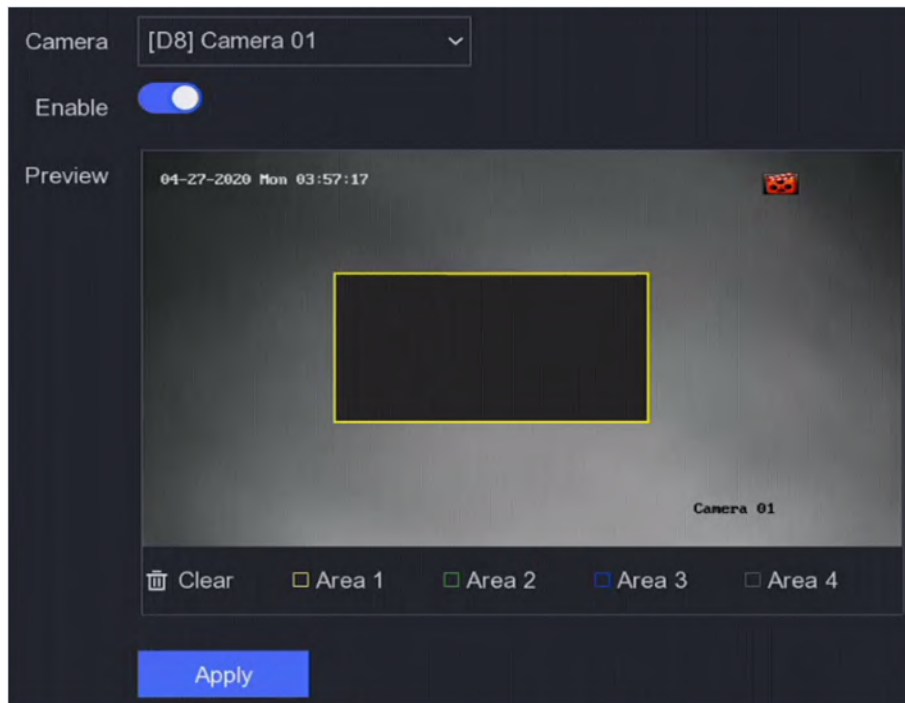 Camera [D8] Camera 01
Enable
Preview
04-27-2020 Mon 03:57:17
Camera 01
Clear Area 1 Area 2 Area 3 Area 4
Apply